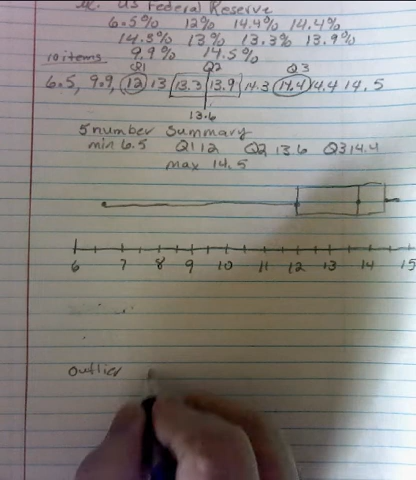 US Federal Reserve
6.5% 12% 14.4% 14.4%
14.3% 13% 13.3% 13.9%
10 items 9.9% 14.5%
Q1 Q2 Q3
6.5, 9.9, 12 13 13.3 13.9 14.3 14.4 14.4 14.5
13.6
5 number Summary
min 6.5 Q1 12 Q2 13.6 Q3 14.4
max 14.5
6 7 8 9 10 11 12 13 14 15
Outlier